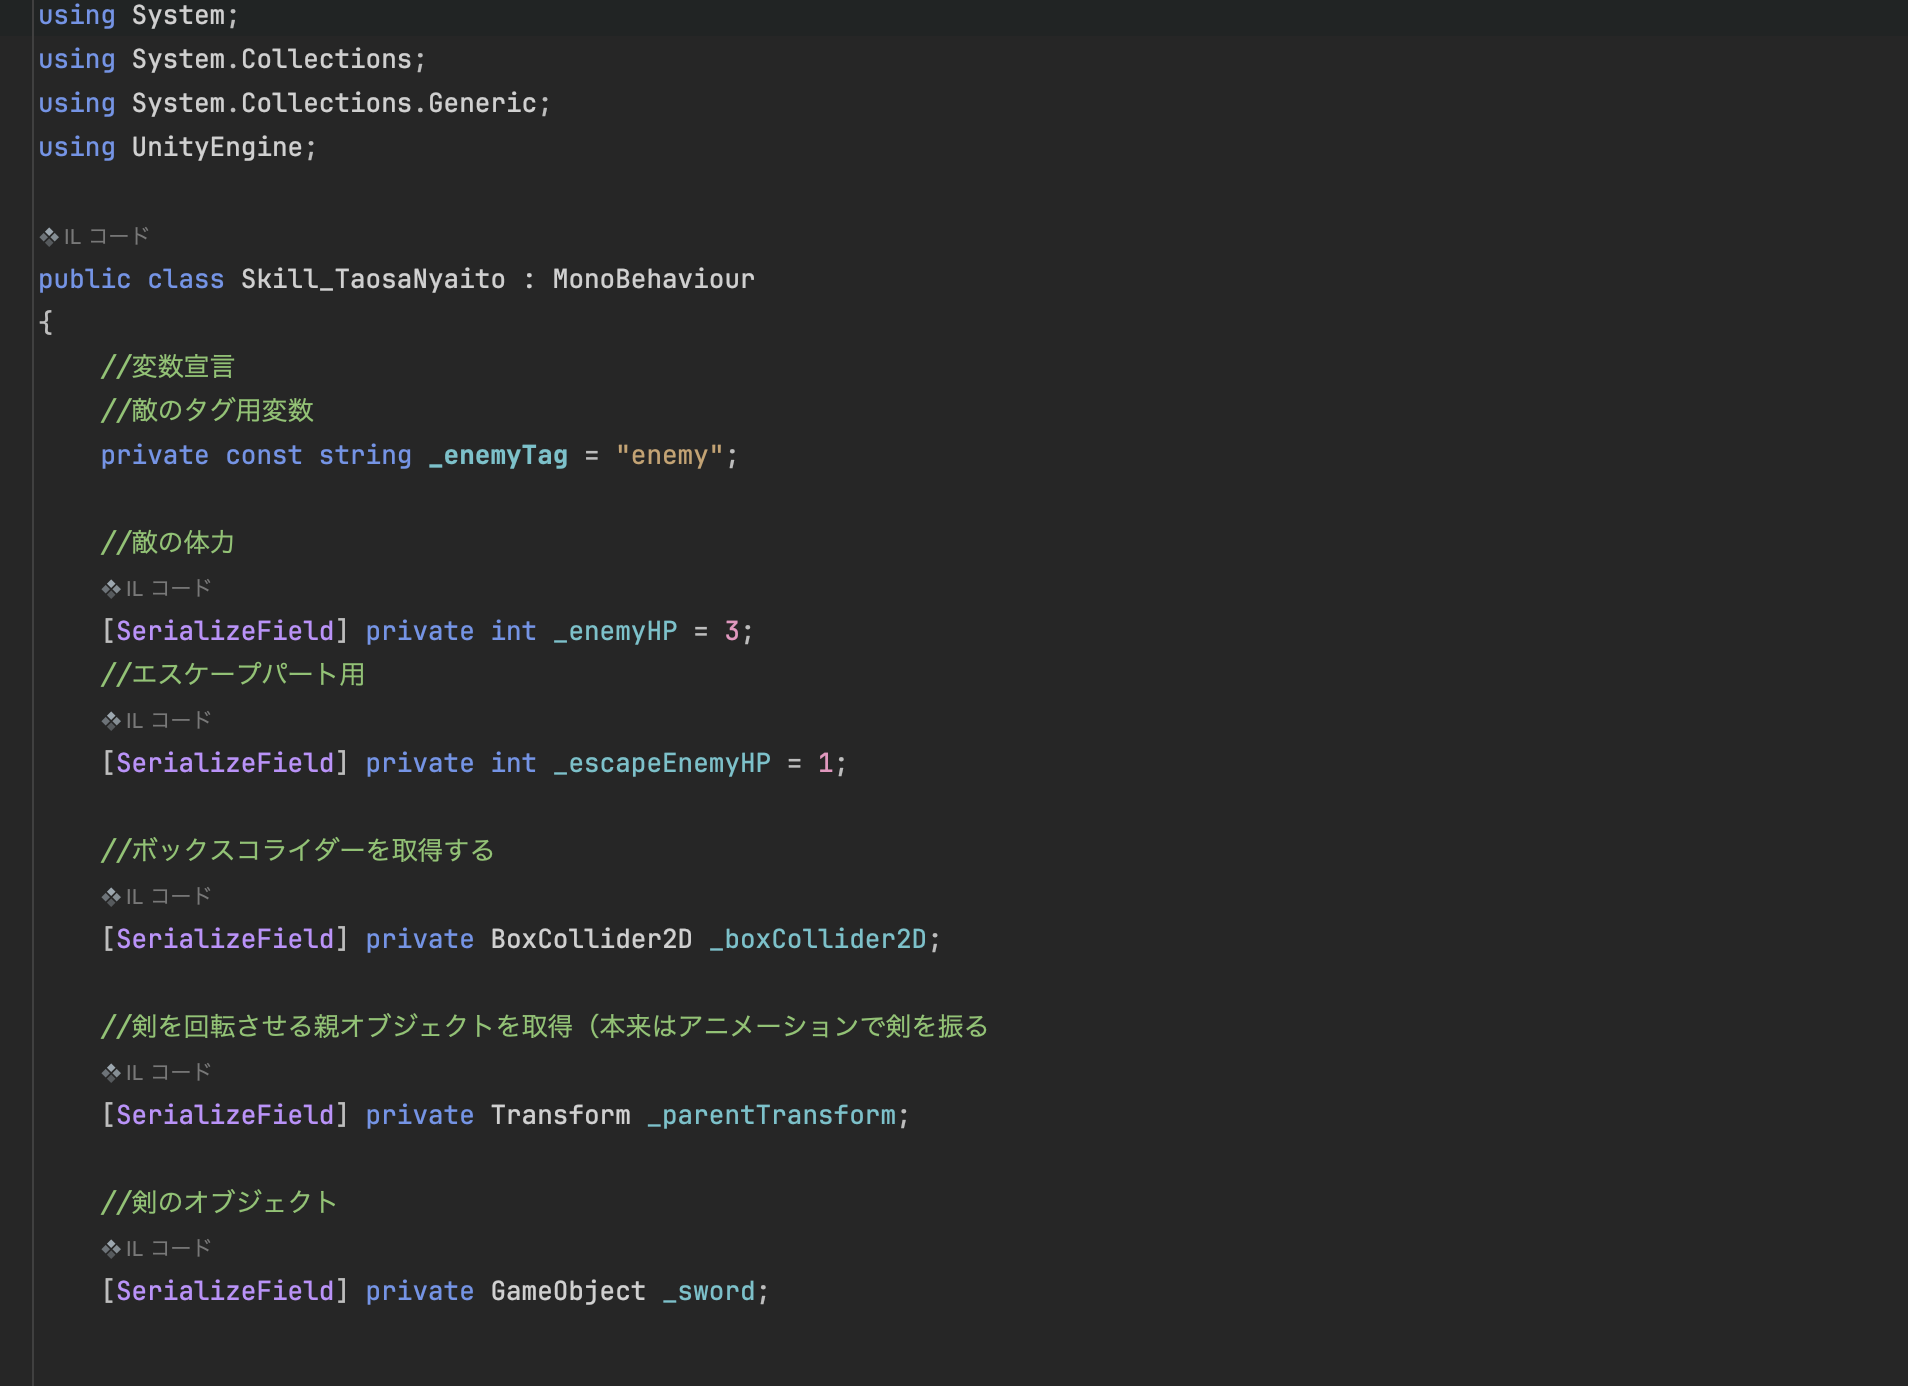 using System;
using System.Collections;
using System.Collections.Generic;
using UnityEngine;
IL コード
public class Skill_TaosaNyaito : MonoBehaviour
{
//変数宣言
//敵のタグ用変数
private const string _enemyTag = "enemy";
//敵の体力
IL コード
[SerializeField] private int _enemyHP = 3;
//エスケープパート用
IL コード
[SerializeField] private int _escapeEnemyHP = 1;
//ボックスコライダーを取得する
IL コード
[SerializeField] private BoxCollider2D _boxCollider2D;
//剣を回転させる親オブジェクトを取得（本来はアニメーションで剣を振る
IL コード
[SerializeField] private Transform _parentTransform;
//剣のオブジェクト
IL コード
[SerializeField] private GameObject _sword;